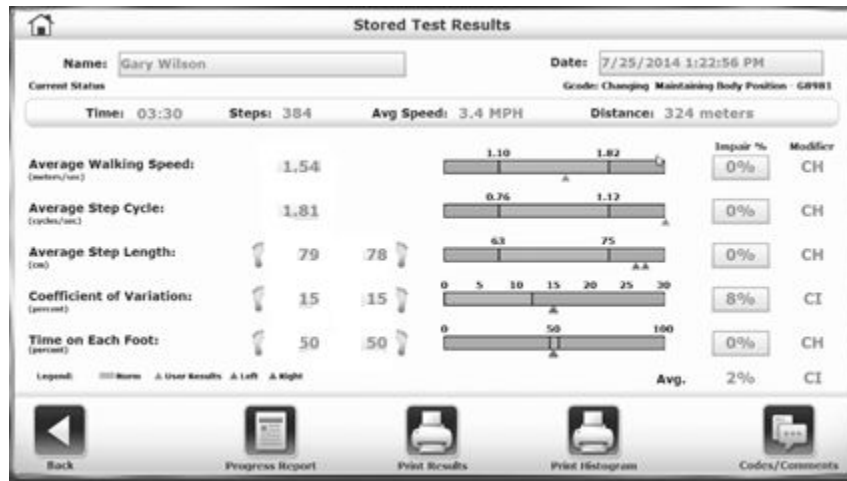 Stored Test Results
Name: Gary Wilson
Date: 7/25/2014 1:22:56 PM
Current Status
Gcode: Changing Maintaining Body Position - G8981
Time: 03:30 Steps: 384 Avg Speed: 3.4 MPH Distance: 324 meters
Impair % Modifier
Average Walking Speed: 1.54 1.10 1.82 0% CH
(meters/sec)
Average Step Cycle: 1.81 0.76 1.12 0% CH
(cycles/sec)
Average Step Length: 79 78 63 75 0% CH
(cm)
Coefficient of Variation: 15 15 0 5 10 15 20 25 30 8% CI
(percent)
Time on Each Foot: 50 50 0 50 100 0% CH
(percent)
Legend: Norm User Results Left Right
Avg. 2% CI
Back Progress Report Print Results Print Histogram Codes/Comments